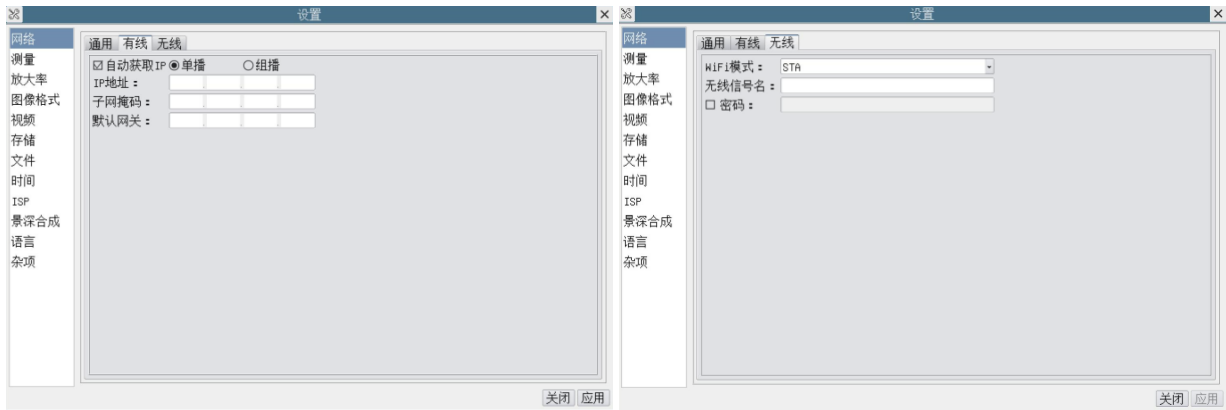 设置
网络
测量
放大率
图像格式
视频
存储
文件
时间
ISP
景深合成
语言
杂项
通用 有线 无线
自动获取IP 单播 组播
IP地址：
子网掩码：
默认网关：
关闭 应用
设置
网络
测量
放大率
图像格式
视频
存储
文件
时间
ISP
景深合成
语言
杂项
通用 有线 无线
WiFi模式： STA
无线信号名：
密码：
关闭 应用